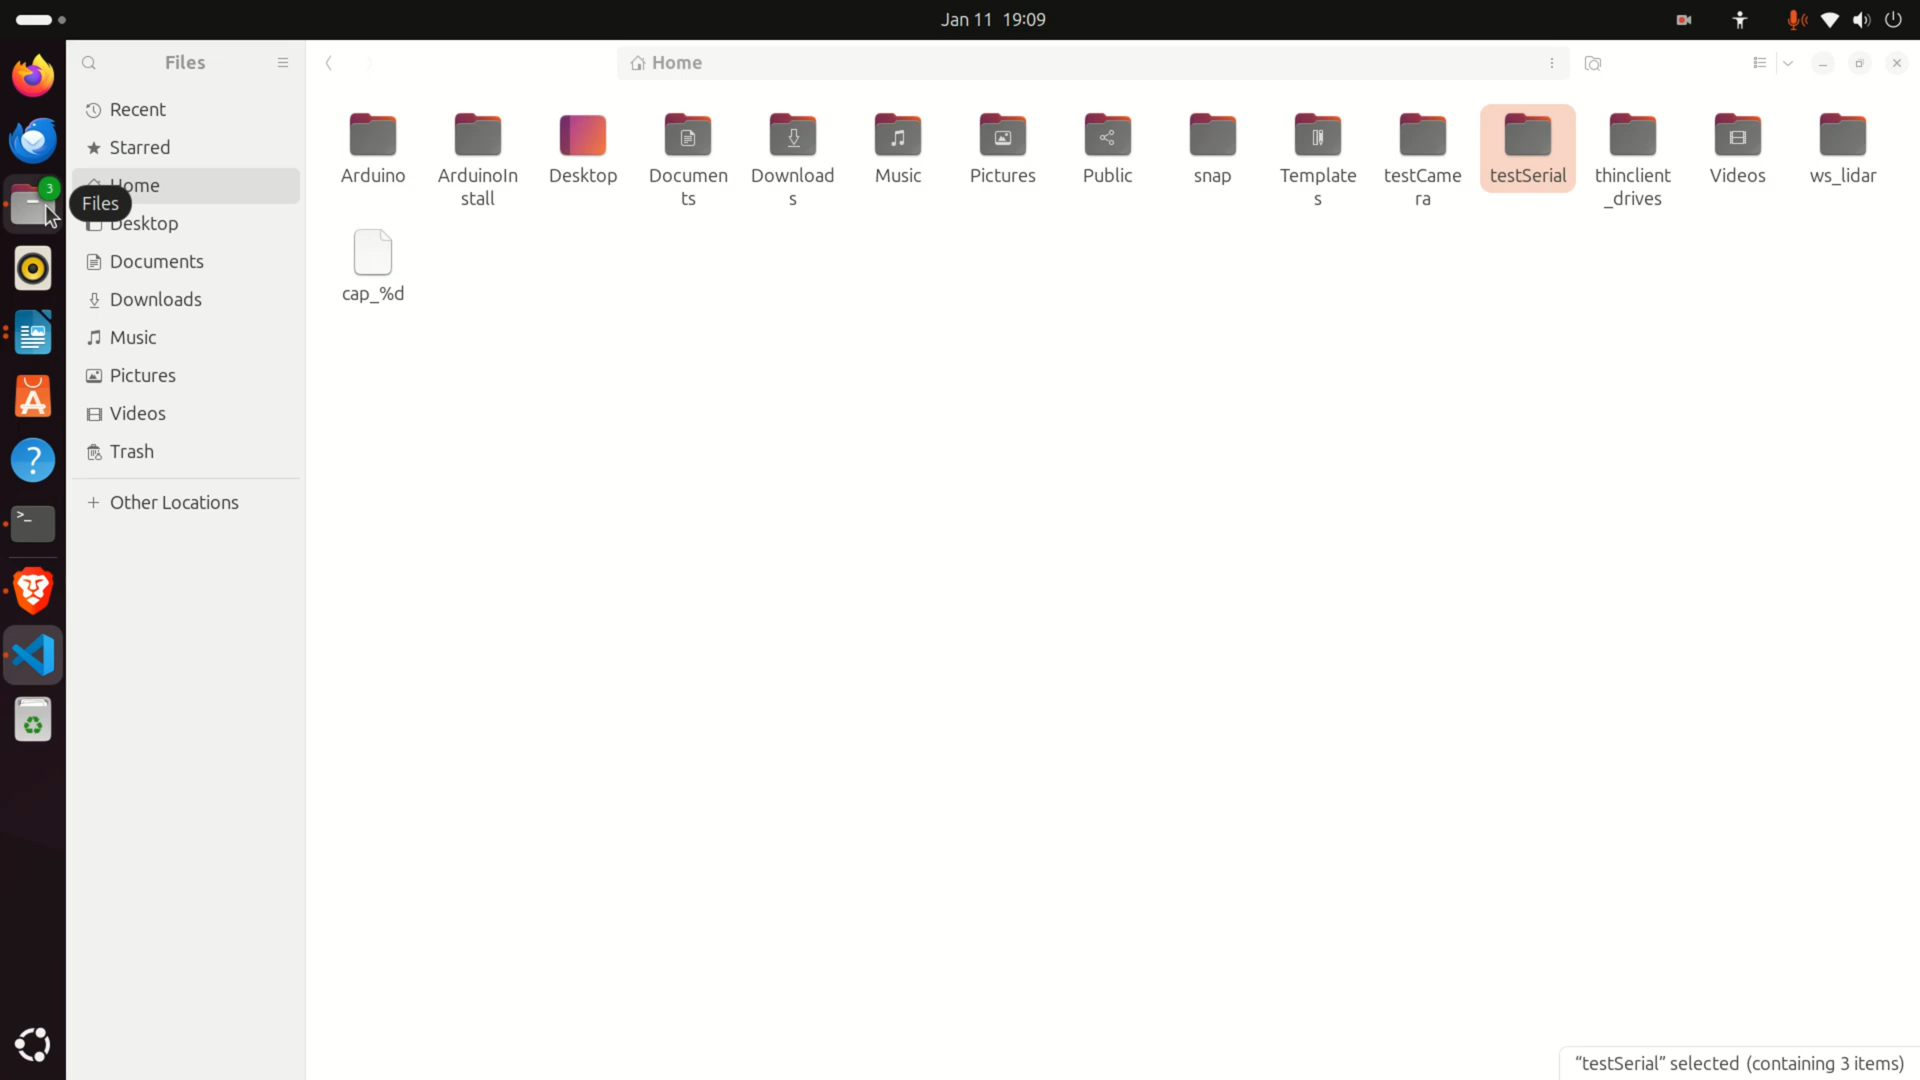 Jan 11 19:09
Files
Home
Recent
Starred
Home
Files
Desktop
Documents
Downloads
Music
Pictures
Videos
Trash
Other Locations
3
Arduino
ArduinoIn
stall
Desktop
Documen
ts
Download
s
Music
Pictures
Public
snap
Template
s
testCame
ra
testSerial
thinclient
_drives
Videos
ws_lidar
cap_%d
“testSerial” selected (containing 3 items)